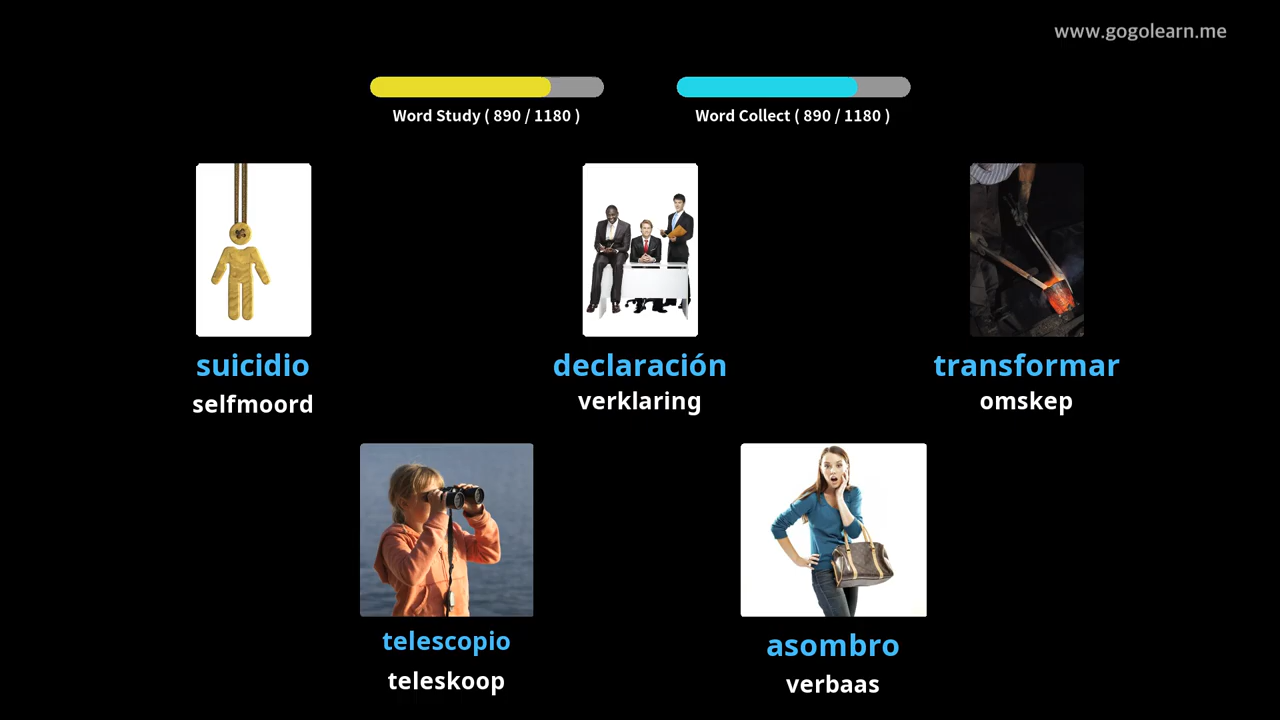 www.gogolearn.me
Word Study ( 890 / 1180 )
Word Collect ( 890 / 1180 )
suicidio
selfmoord
declaración
verklaring
transformar
omskep
telescopio
teleskoop
asombro
verbaas